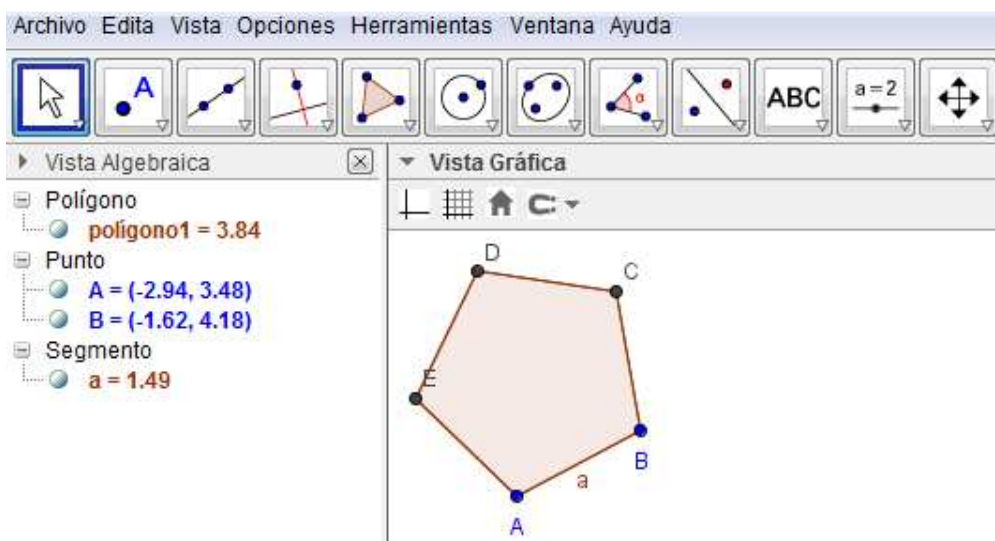 Archivo Edita Vista Opciones Herramientas Ventana Ayuda
A
α
ABC
a = 2
Vista Algebraica
Vista Gráfica
Polígono
polígono1 = 3.84
Punto
A = (-2.94, 3.48)
B = (-1.62, 4.18)
Segmento
a = 1.49
D
C
E
B
a
A